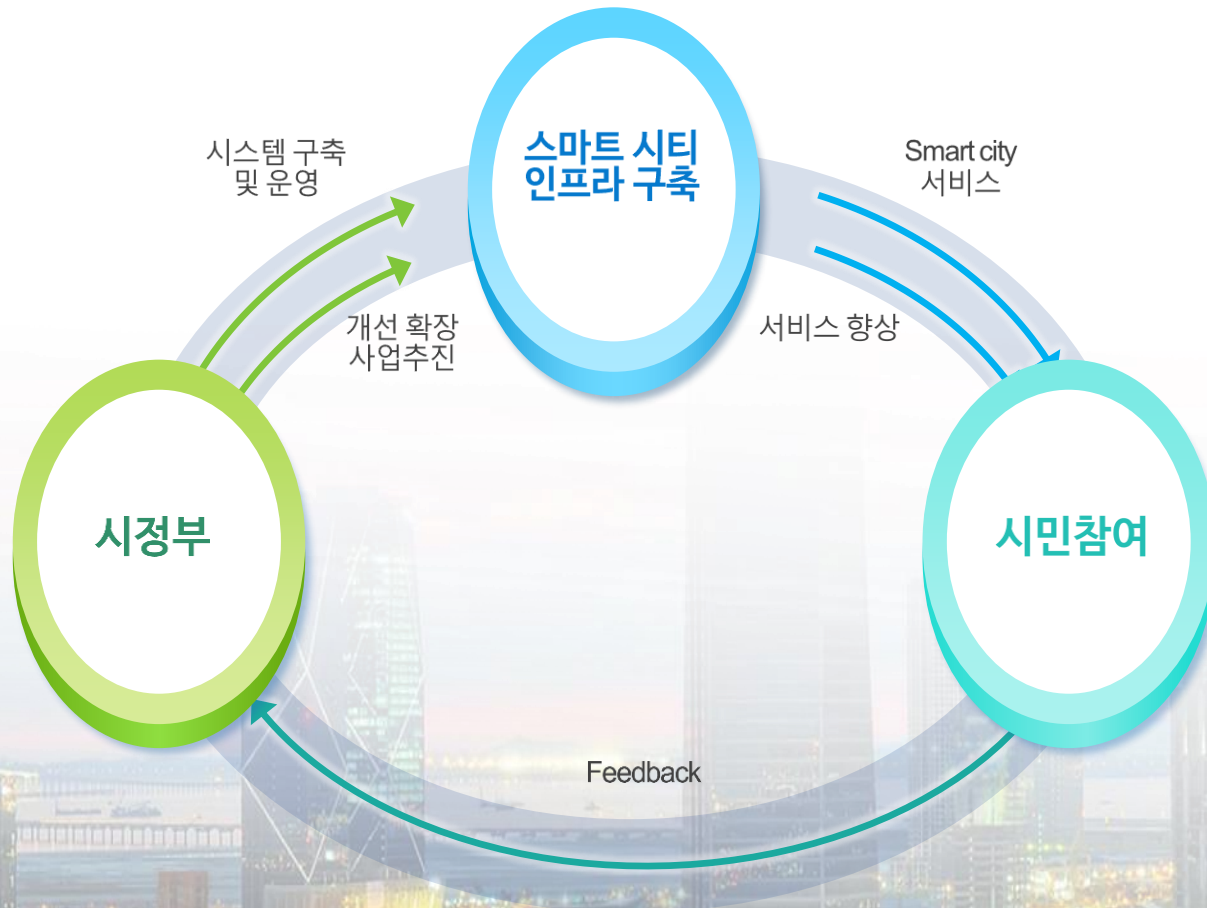 스마트 시티
인프라 구축
시스템 구축
및 운영
Smart city
서비스
개선 확장
사업추진
서비스 향상
시정부
시민참여
Feedback